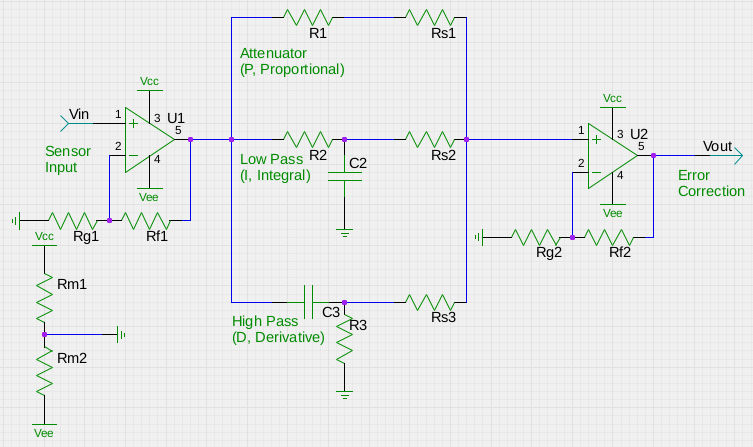 R1
Rs1
Attenuator
(P, Proportional)
Vcc
Vin
1
+
3
U1
5
2
−
4
Sensor
Input
Vee
R2
Rs2
Low Pass
(I, Integral)
C2
Vcc
1
+
3
U2
5
2
−
4
Vout
Error
Correction
Vee
Rg1
Rf1
Rg2
Rf2
Vcc
Rm1
Rm2
Vee
C3
R3
Rs3
High Pass
(D, Derivative)